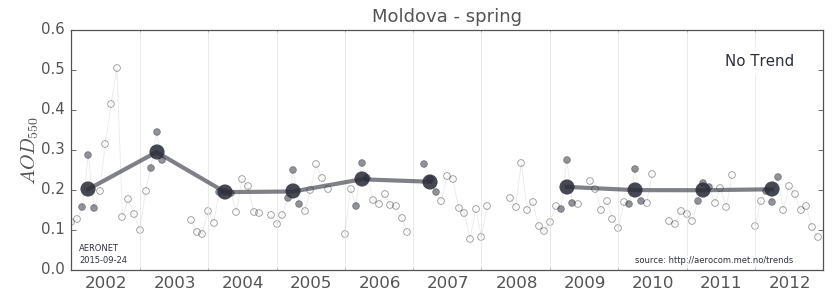 Moldova - spring
0.6
0.5
0.4
0.3
0.2
0.1
0.0
AOD550
No Trend
AERONET
2015-09-24
source: http://aerocom.met.no/trends
2002 2003 2004 2005 2006 2007 2008 2009 2010 2011 2012